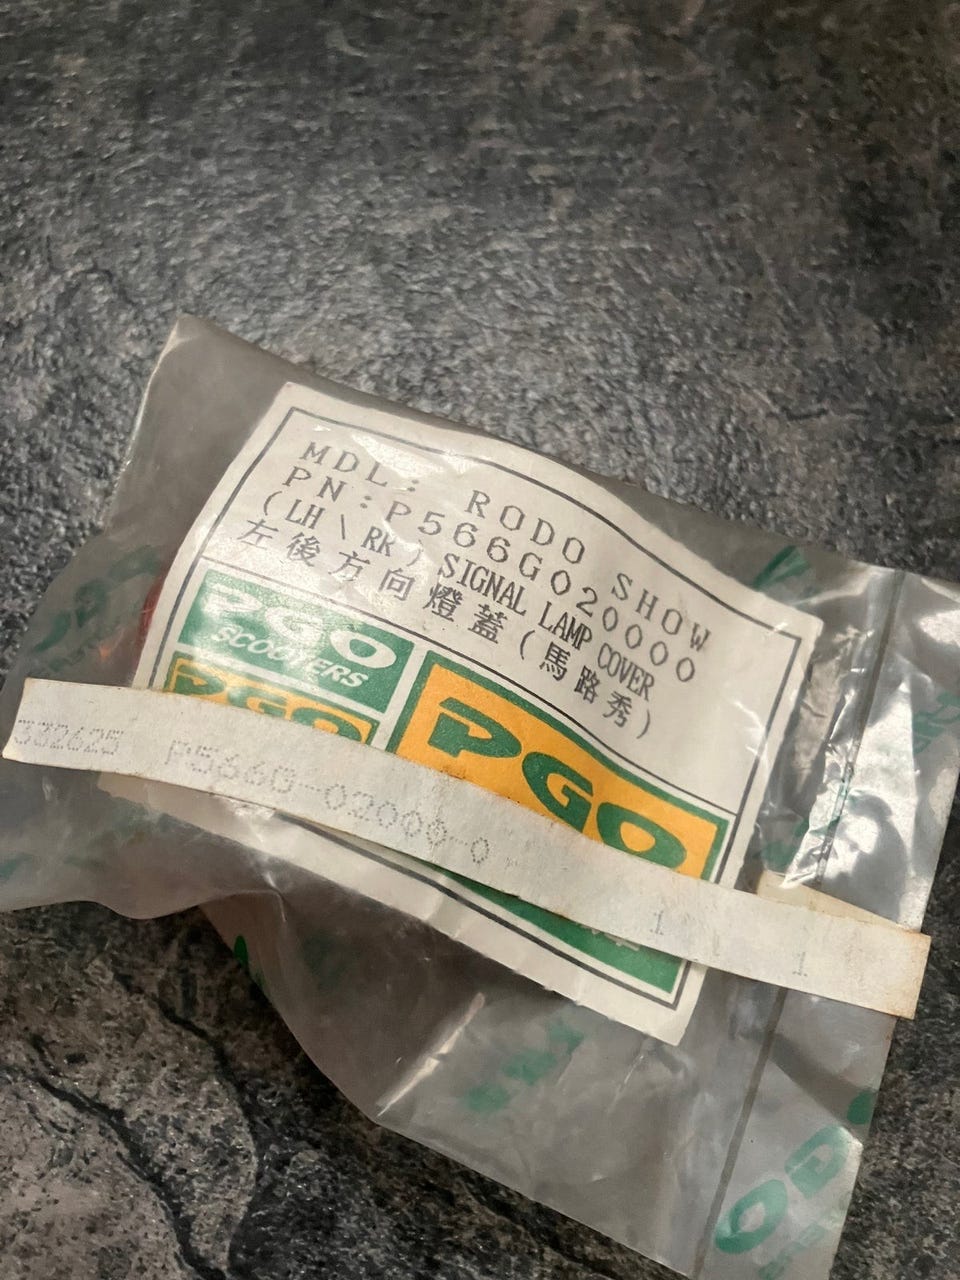 MDL: RODO SHOW
PN:P566G020000
(LH \ RR) SIGNAL LAMP COVER
左後方向燈蓋(馬路秀)
PGO
SCOOTERS
PGO
PGO
332625 P566G-02000-0 1 1